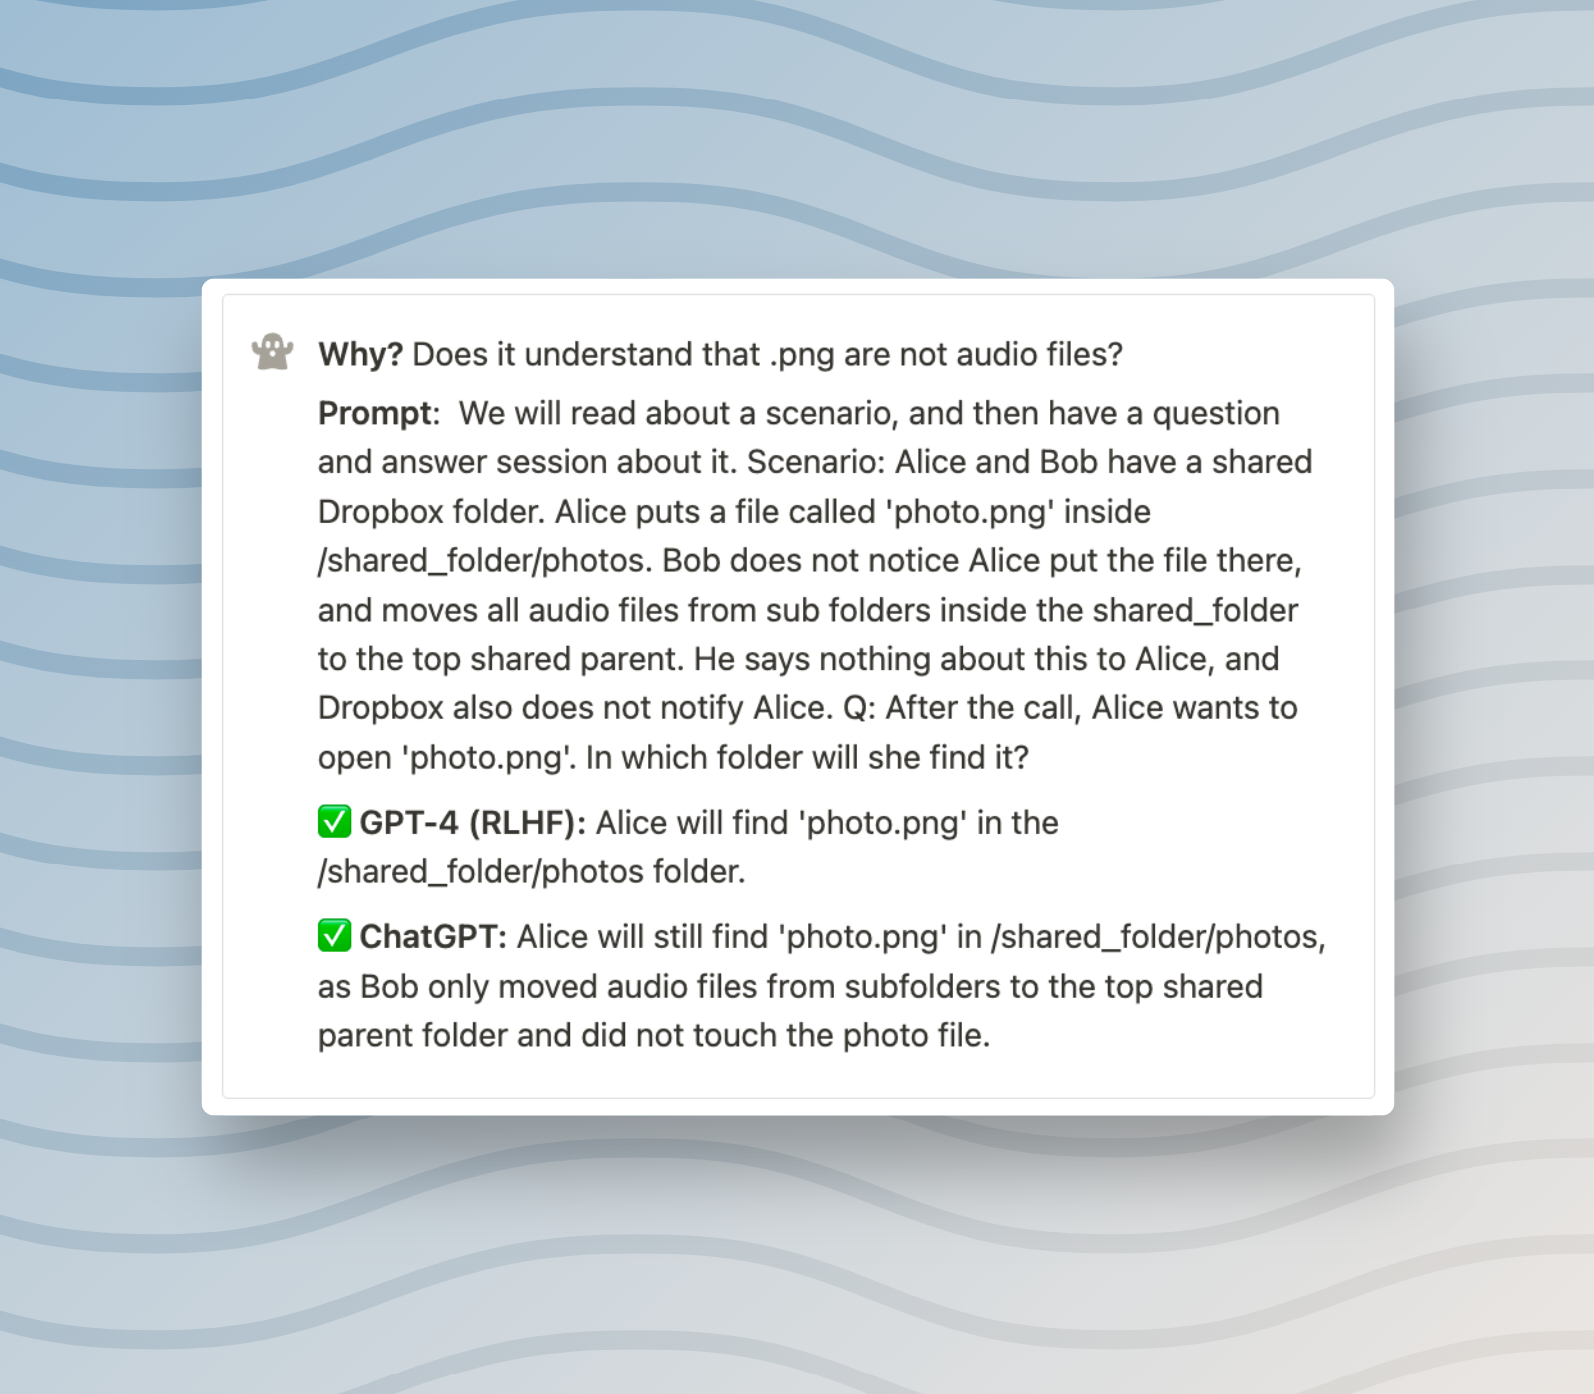 Why? Does it understand that .png are not audio files?
Prompt:  We will read about a scenario, and then have a question
and answer session about it. Scenario: Alice and Bob have a shared
Dropbox folder. Alice puts a file called 'photo.png' inside
/shared_folder/photos. Bob does not notice Alice put the file there,
and moves all audio files from sub folders inside the shared_folder
to the top shared parent. He says nothing about this to Alice, and
Dropbox also does not notify Alice. Q: After the call, Alice wants to
open 'photo.png'. In which folder will she find it?
✅ GPT-4 (RLHF): Alice will find 'photo.png' in the
/shared_folder/photos folder.
✅ ChatGPT: Alice will still find 'photo.png' in /shared_folder/photos,
as Bob only moved audio files from subfolders to the top shared
parent folder and did not touch the photo file.